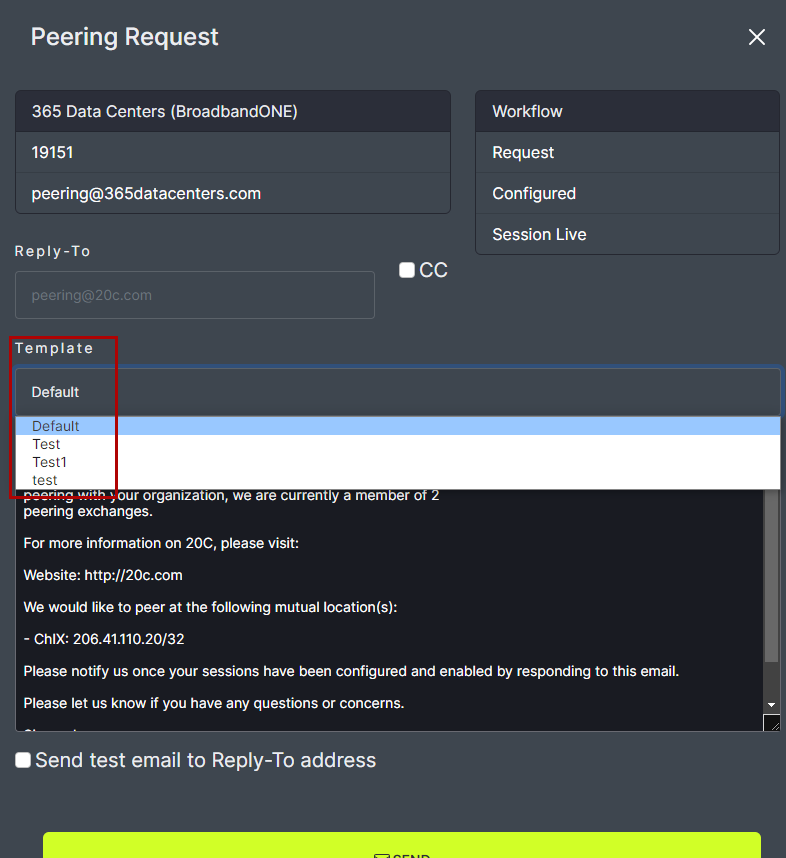 Peering Request
365 Data Centers (BroadbandONE)
19151
peering@365datacenters.com
Workflow
Request
Configured
Session Live
Reply-To
peering@20c.com
CC
Template
Default
Default
Test
Test1
test
peering with your organization, we are currently a member of 2
peering exchanges.
For more information on 20C, please visit:
Website: http://20c.com
We would like to peer at the following mutual location(s):
- ChIX: 206.41.110.20/32
Please notify us once your sessions have been configured and enabled by responding to this email.
Please let us know if you have any questions or concerns.
Send test email to Reply-To address
SEND